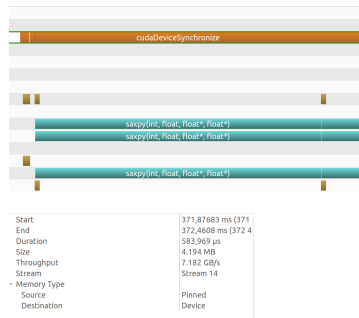 cudaDeviceSynchronize
saxpy(int, float, float*, float*)
saxpy(int, float, float*, float*)
saxpy(int, float, float*, float*)
Start 371,87683 ms (371
End 372,4608 ms (372 4
Duration 583,969 µs
Size 4.194 MB
Throughput 7.182 GB/s
Stream Stream 14
Memory Type
Source Pinned
Destination Device